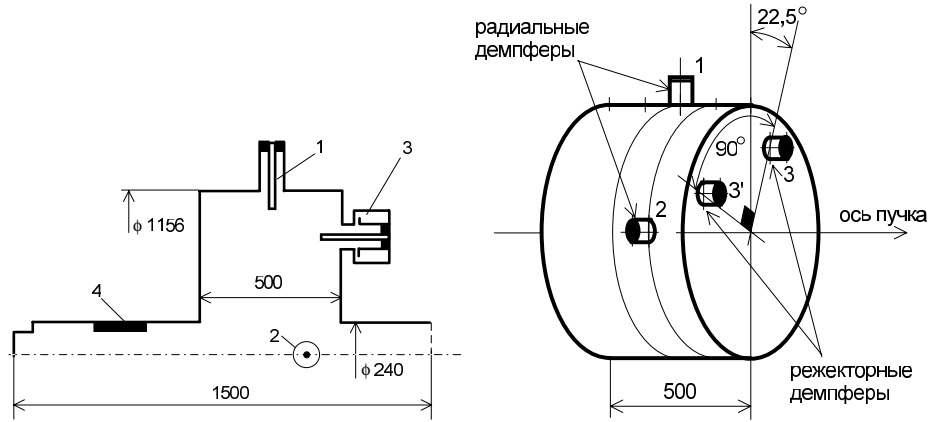 1
3
ϕ 1156
500
4
2
ϕ 240
1500
радиальные
демпферы
22,5°
1
90°
3
3'
2
ось пучка
500
режекторные
демпферы